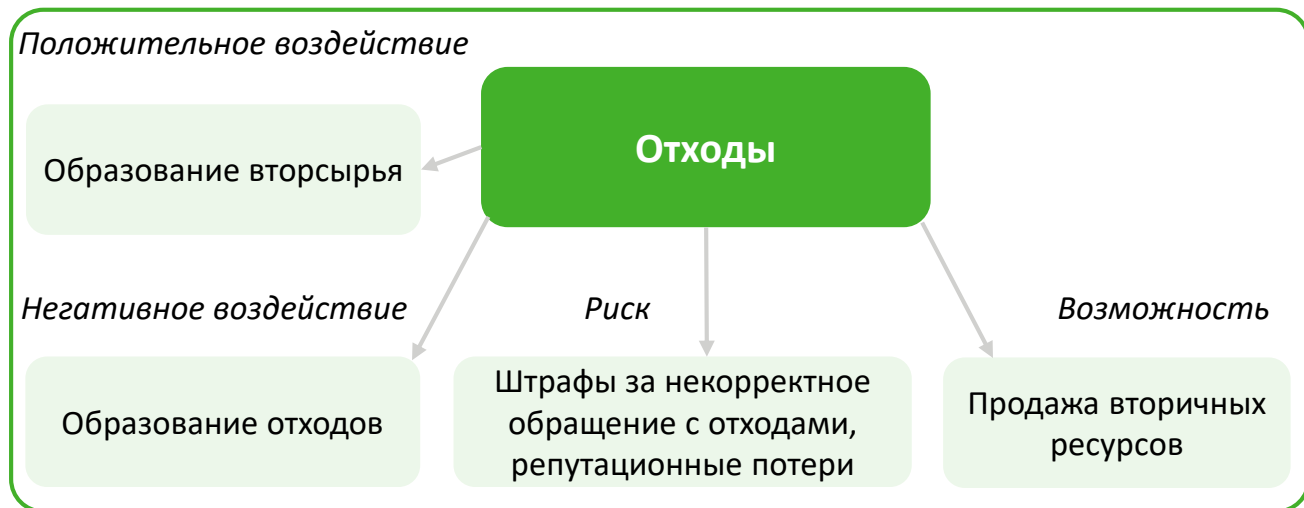 Положительное воздействие
Отходы
Образование вторсырья
Негативное воздействие
Риск
Возможность
Образование отходов
Штрафы за некорректное
обращение с отходами,
репутационные потери
Продажа вторичных
ресурсов